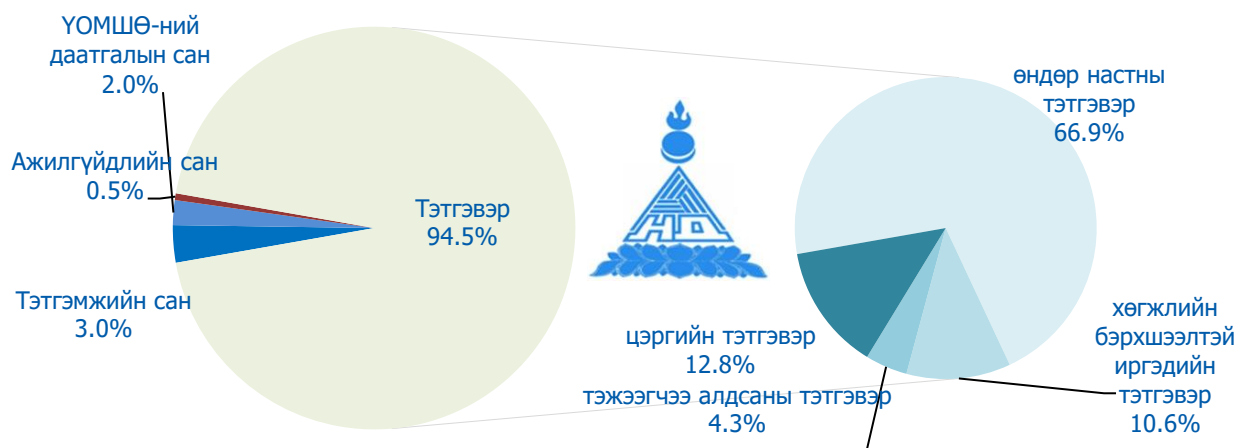 ҮОМШӨ-ний
даатгалын сан
2.0%
Ажилгүйдлийн сан
0.5%
Тэтгэмжийн сан
3.0%
Тэтгэвэр
94.5%
өндөр настны
тэтгэвэр
66.9%
цэргийн тэтгэвэр
12.8%
тэжээгчээ алдсаны тэтгэвэр
4.3%
хөгжлийн
бэрхшээлтэй
иргэдийн
тэтгэвэр
10.6%